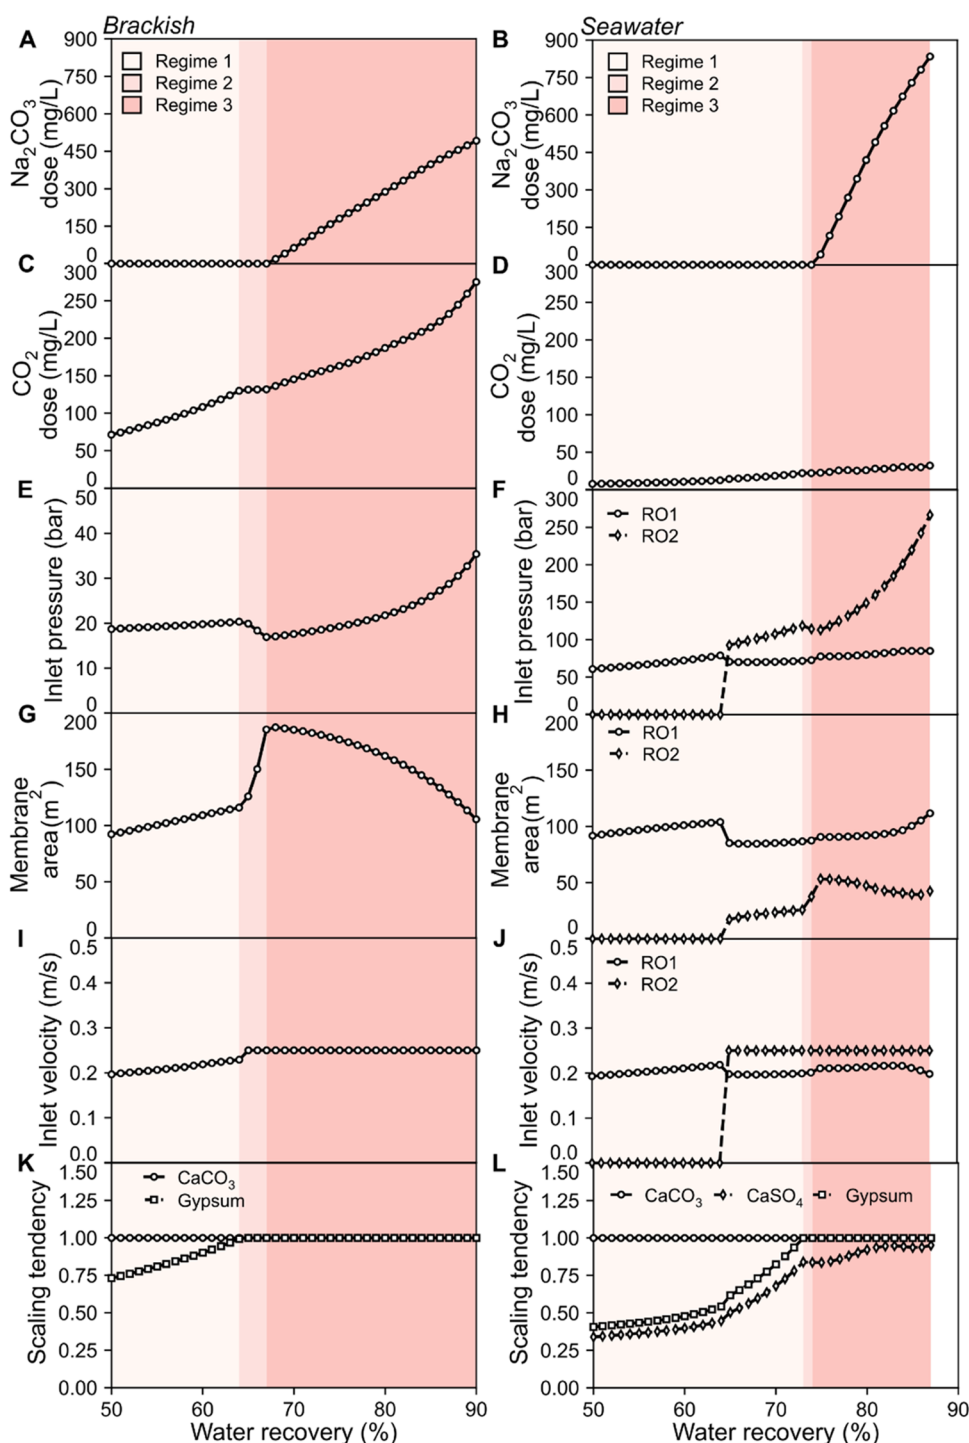 Brackish
Seawater
A
900
750
600
450
300
150
0
Na2CO3
dose (mg/L)
Regime 1
Regime 2
Regime 3
B
900
750
600
450
300
150
0
Na2CO3
dose (mg/L)
Regime 1
Regime 2
Regime 3
C
300
250
200
150
100
50
0
CO2
dose (mg/L)
D
300
250
200
150
100
50
0
CO2
dose (mg/L)
E
50
40
30
20
10
0
Inlet pressure (bar)
F
300
250
200
150
100
50
0
Inlet pressure (bar)
RO1
RO2
G
200
150
100
50
0
Membrane
area(m2)
H
200
150
100
50
0
Membrane
area(m2)
RO1
RO2
I
0.5
0.4
0.3
0.2
0.1
0.0
Inlet velocity (m/s)
J
0.5
0.4
0.3
0.2
0.1
0.0
Inlet velocity (m/s)
RO1
RO2
K
1.50
1.25
1.00
0.75
0.50
0.25
0.00
Scaling tendency
CaCO3
Gypsum
50 60 70 80 90
Water recovery (%)
L
1.50
1.25
1.00
0.75
0.50
0.25
0.00
Scaling tendency
CaCO3 CaSO4 Gypsum
50 60 70 80 90
Water recovery (%)